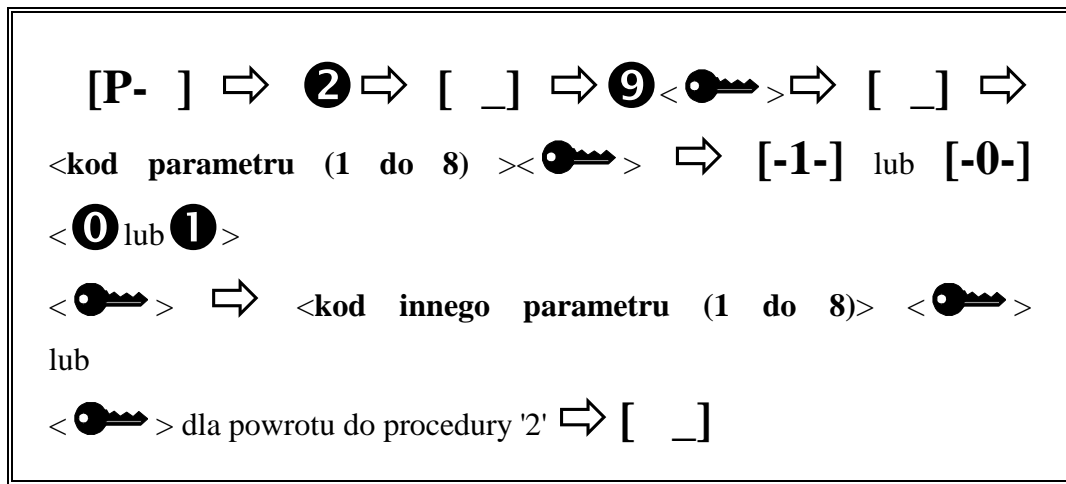 [P- ] ⇨ ❷ ⇨ [ _] ⇨ ❾ < 🔑 > ⇨ [ _] ⇨
<kod parametru (1 do 8) >< 🔑 > ⇨ [-1-] lub [-0-]
< ⓿ lub ❶ >
< 🔑 > ⇨ <kod innego parametru (1 do 8)> < 🔑 >
lub
< 🔑 > dla powrotu do procedury '2' ⇨ [ _]